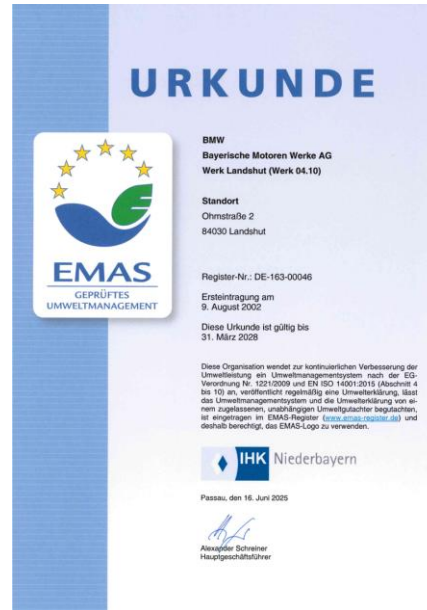 URKUNDE
EMAS
GEPRÜFTES
UMWELTMANAGEMENT
BMW
Bayerische Motoren Werke AG
Werk Landshut (Werk 04.10)
Standort
Ohmstraße 2
84030 Landshut
Register-Nr.: DE-163-00046
Ersteintragung am
9. August 2002
Diese Urkunde ist gültig bis
31. März 2028
Diese Organisation wendet zur kontinuierlichen Verbesserung der
Umweltleistung ein Umweltmanagementsystem nach der EG-
Verordnung Nr. 1221/2009 und EN ISO 14001:2015 (Abschnitt 4
bis 10) an, veröffentlicht regelmäßig eine Umwelterklärung, lässt
das Umweltmanagementsystem und die Umwelterklärung von ei-
nem zugelassenen, unabhängigen Umweltgutachter begutachten,
ist eingetragen im EMAS-Register (www.emas-register.de) und
deshalb berechtigt, das EMAS-Logo zu verwenden.
IHK Niederbayern
Passau, den 16. Juni 2025
Alexander Schreiner
Hauptgeschäftsführer